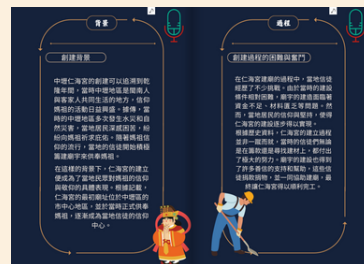 背景
創建背景
中壢仁海宮的創建可以追溯到乾
隆年間，當時中壢地區是閩南人
與客家人共同生活的地方，信仰
媽祖的活動日益興盛。據傳，當
時的中壢地區多次發生水災和自
然災害，當地居民深感困苦，紛
紛向媽祖祈求庇佑。隨著媽祖信
仰的流行，當地的信徒開始積極
籌建廟宇來供奉媽祖。
在這樣的背景下，仁海宮的建立
便成為了當地民眾對媽祖的信仰
與敬仰的具體表現。根據記載，
仁海宮的最初廟址位於中壢區的
市中心地區，並於當時正式供奉
媽祖，逐漸成為當地信徒的信仰
中心。
過程
創建過程的困難與奮鬥
在仁海宮建廟的過程中，當地信徒
經歷了不少挑戰。由於當時的建設
條件相對困難，廟宇的建造面臨著
資金不足、材料匱乏等問題。然
而，當地居民的信仰與堅持，使得
仁海宮的建設逐步得以實現。
根據歷史資料，仁海宮的建立過程
並非一蹴而就，當時的信徒們無論
是在籌款還是尋找建材上，都付出
了極大的努力。廟宇的建設也得到
了許多善信的支持和幫助，這些信
徒捐款捐物，並一同協助建廟，最
終讓仁海宮得以順利完工。